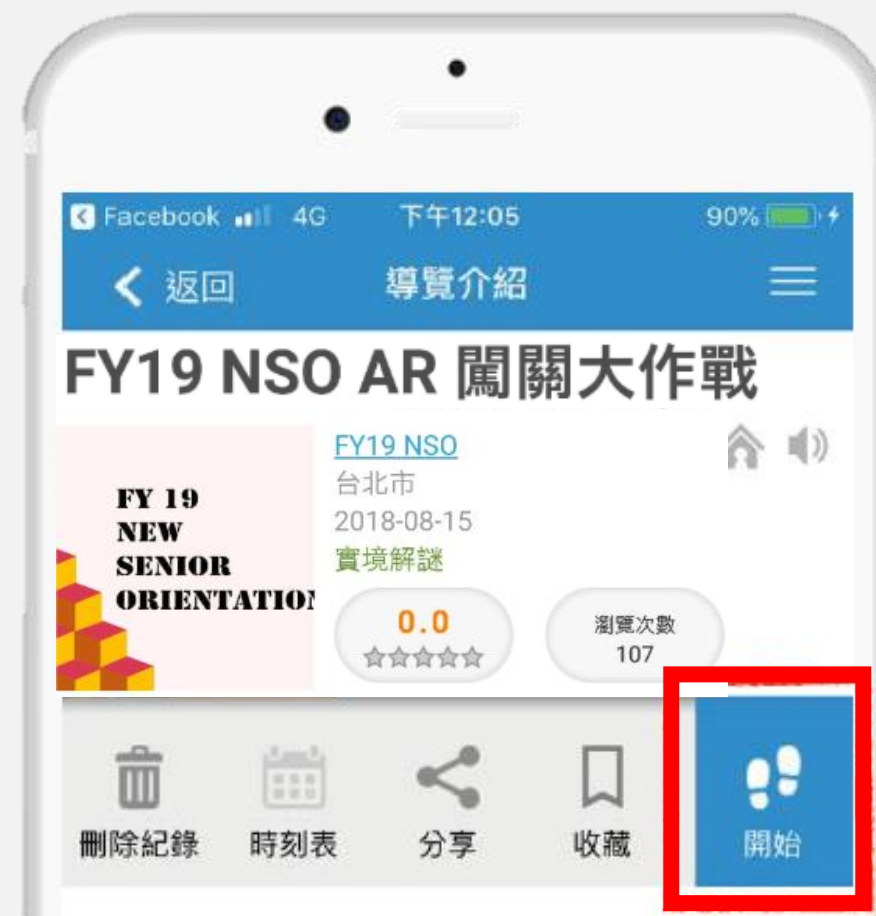 Facebook 4G 下午12:05 90%
返回 導覽介紹
FY19 NSO AR 闖關大作戰
FY 19
NEW
SENIOR
ORIENTATION
FY19 NSO
台北市
2018-08-15
實境解謎
0.0
瀏覽次數
107
刪除紀錄 時刻表 分享 收藏 開始